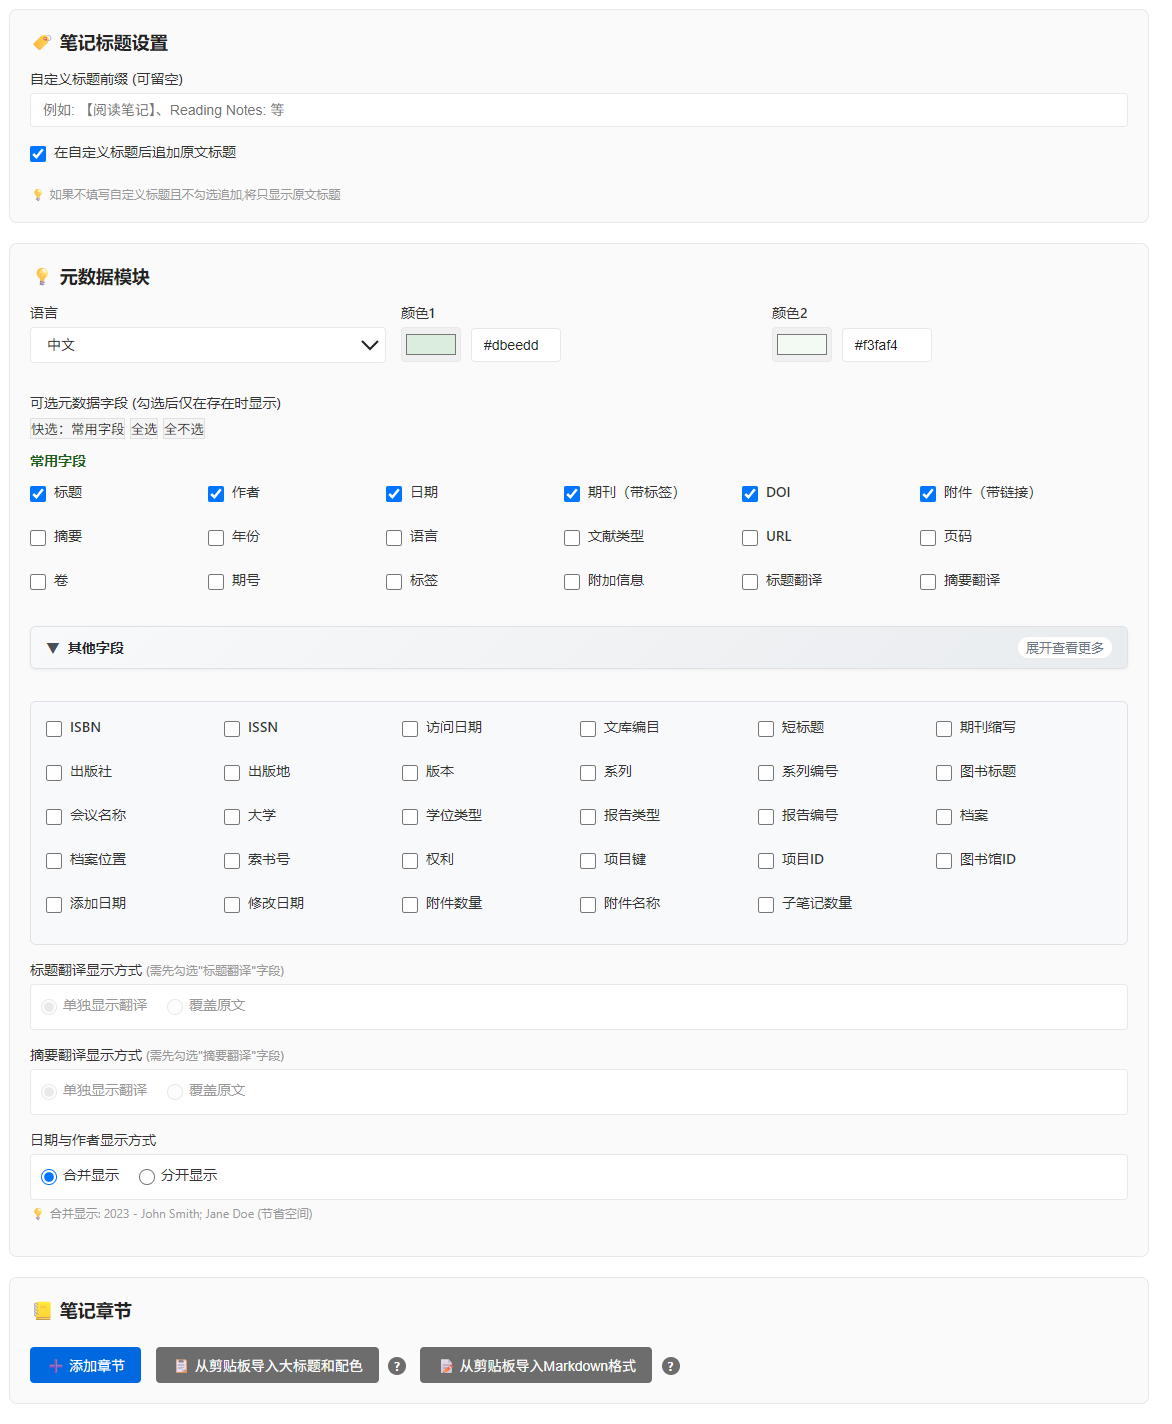 笔记标题设置
自定义标题前缀 (可留空)
例如: 【阅读笔记】、Reading Notes: 等
在自定义标题后追加原文标题
如果不填写自定义标题且不勾选追加,将只显示原文标题
元数据模块
语言 颜色1 颜色2
中文 #dbeedd #f3faf4
可选元数据字段 (勾选后仅在存在时显示)
快选：常用字段 全选 全不选
常用字段
标题 作者 日期 期刊（带标签） DOI 附件（带链接）
摘要 年份 语言 文献类型 URL 页码
卷 期号 标签 附加信息 标题翻译 摘要翻译
▼ 其他字段 展开查看更多
ISBN ISSN 访问日期 文库编目 短标题 期刊缩写
出版社 出版地 版本 系列 系列编号 图书标题
会议名称 大学 学位类型 报告类型 报告编号 档案
档案位置 索书号 权利 项目键 项目ID 图书馆ID
添加日期 修改日期 附件数量 附件名称 子笔记数量
标题翻译显示方式 (需先勾选"标题翻译"字段)
单独显示翻译 覆盖原文
摘要翻译显示方式 (需先勾选"摘要翻译"字段)
单独显示翻译 覆盖原文
日期与作者显示方式
合并显示 分开显示
合并显示: 2023 - John Smith; Jane Doe (节省空间)
笔记章节
添加章节 从剪贴板导入大标题和配色 ? 从剪贴板导入Markdown格式 ?